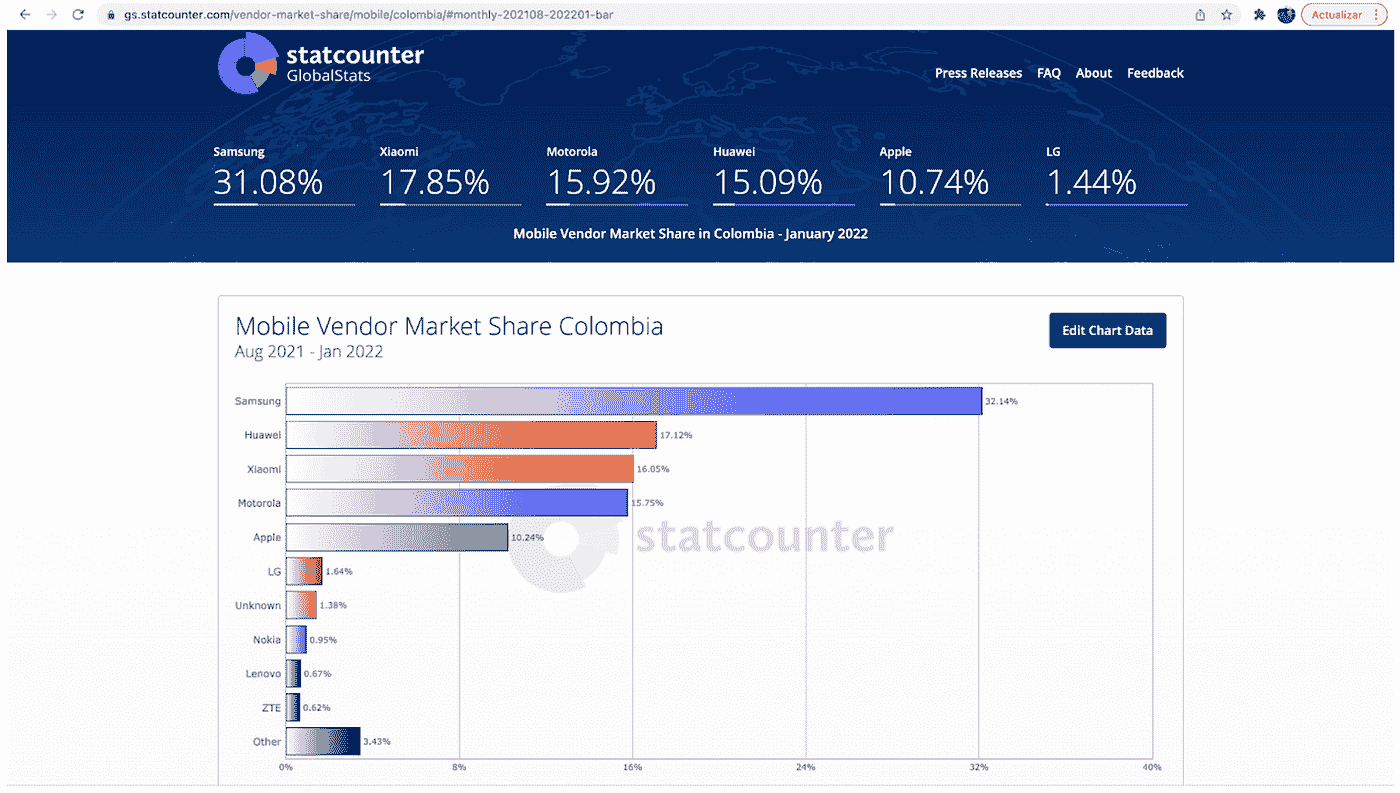 gs.statcounter.com/vendor-market-share/mobile/colombia/#monthly-202108-202201-bar
Actualizar
statcounter
GlobalStats
Press Releases FAQ About Feedback
Samsung Xiaomi Motorola Huawei Apple LG
31.08% 17.85% 15.92% 15.09% 10.74% 1.44%
Mobile Vendor Market Share in Colombia - January 2022
Mobile Vendor Market Share Colombia
Edit Chart Data
Aug 2021 - Jan 2022
Samsung 32.14%
Huawei 17.12%
Xiaomi 16.05%
Motorola 15.75%
statcounter
Apple 10.24%
LG 1.64%
Unknown 1.38%
Nokia 0.95%
Lenovo 0.67%
ZTE 0.62%
Other 3.43%
0% 8% 16% 24% 32% 40%